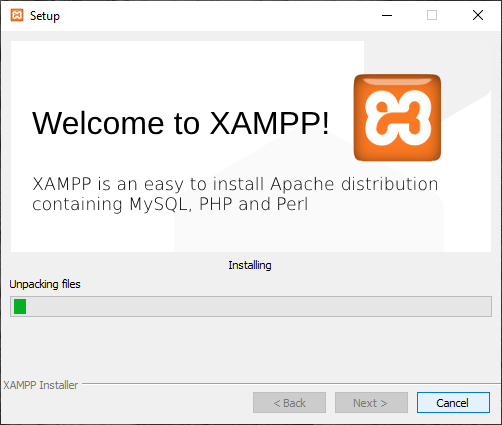 Setup
Welcome to XAMPP!
XAMPP is an easy to install Apache distribution
containing MySQL, PHP and Perl
Installing
Unpacking files
XAMPP Installer
< Back
Next >
Cancel